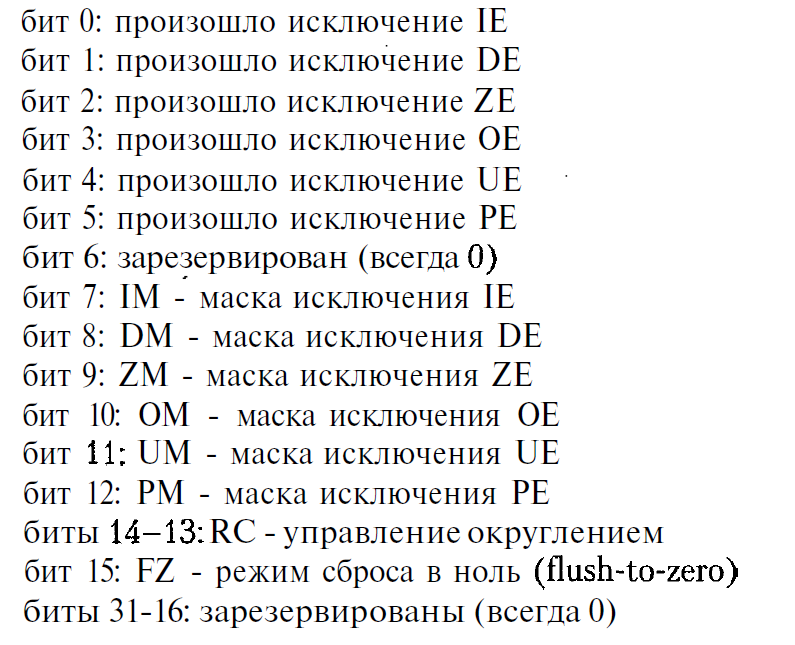 бит 0: произошло исключение IE
бит 1: произошло исключение DE
бит 2: произошло исключение ZE
бит 3: произошло исключение OE
бит 4: произошло исключение UE
бит 5: произошло исключение PE
бит 6: зарезервирован (всегда 0)
бит 7: IM - маска исключения IE
бит 8: DM - маска исключения DE
бит 9: ZM - маска исключения ZE
бит 10: OM - маска исключения OE
бит 11: UM - маска исключения UE
бит 12: PM - маска исключения PE
биты 14–13: RC - управление округлением
бит 15: FZ - режим сброса в ноль (flush-to-zero)
биты 31-16: зарезервированы (всегда 0)